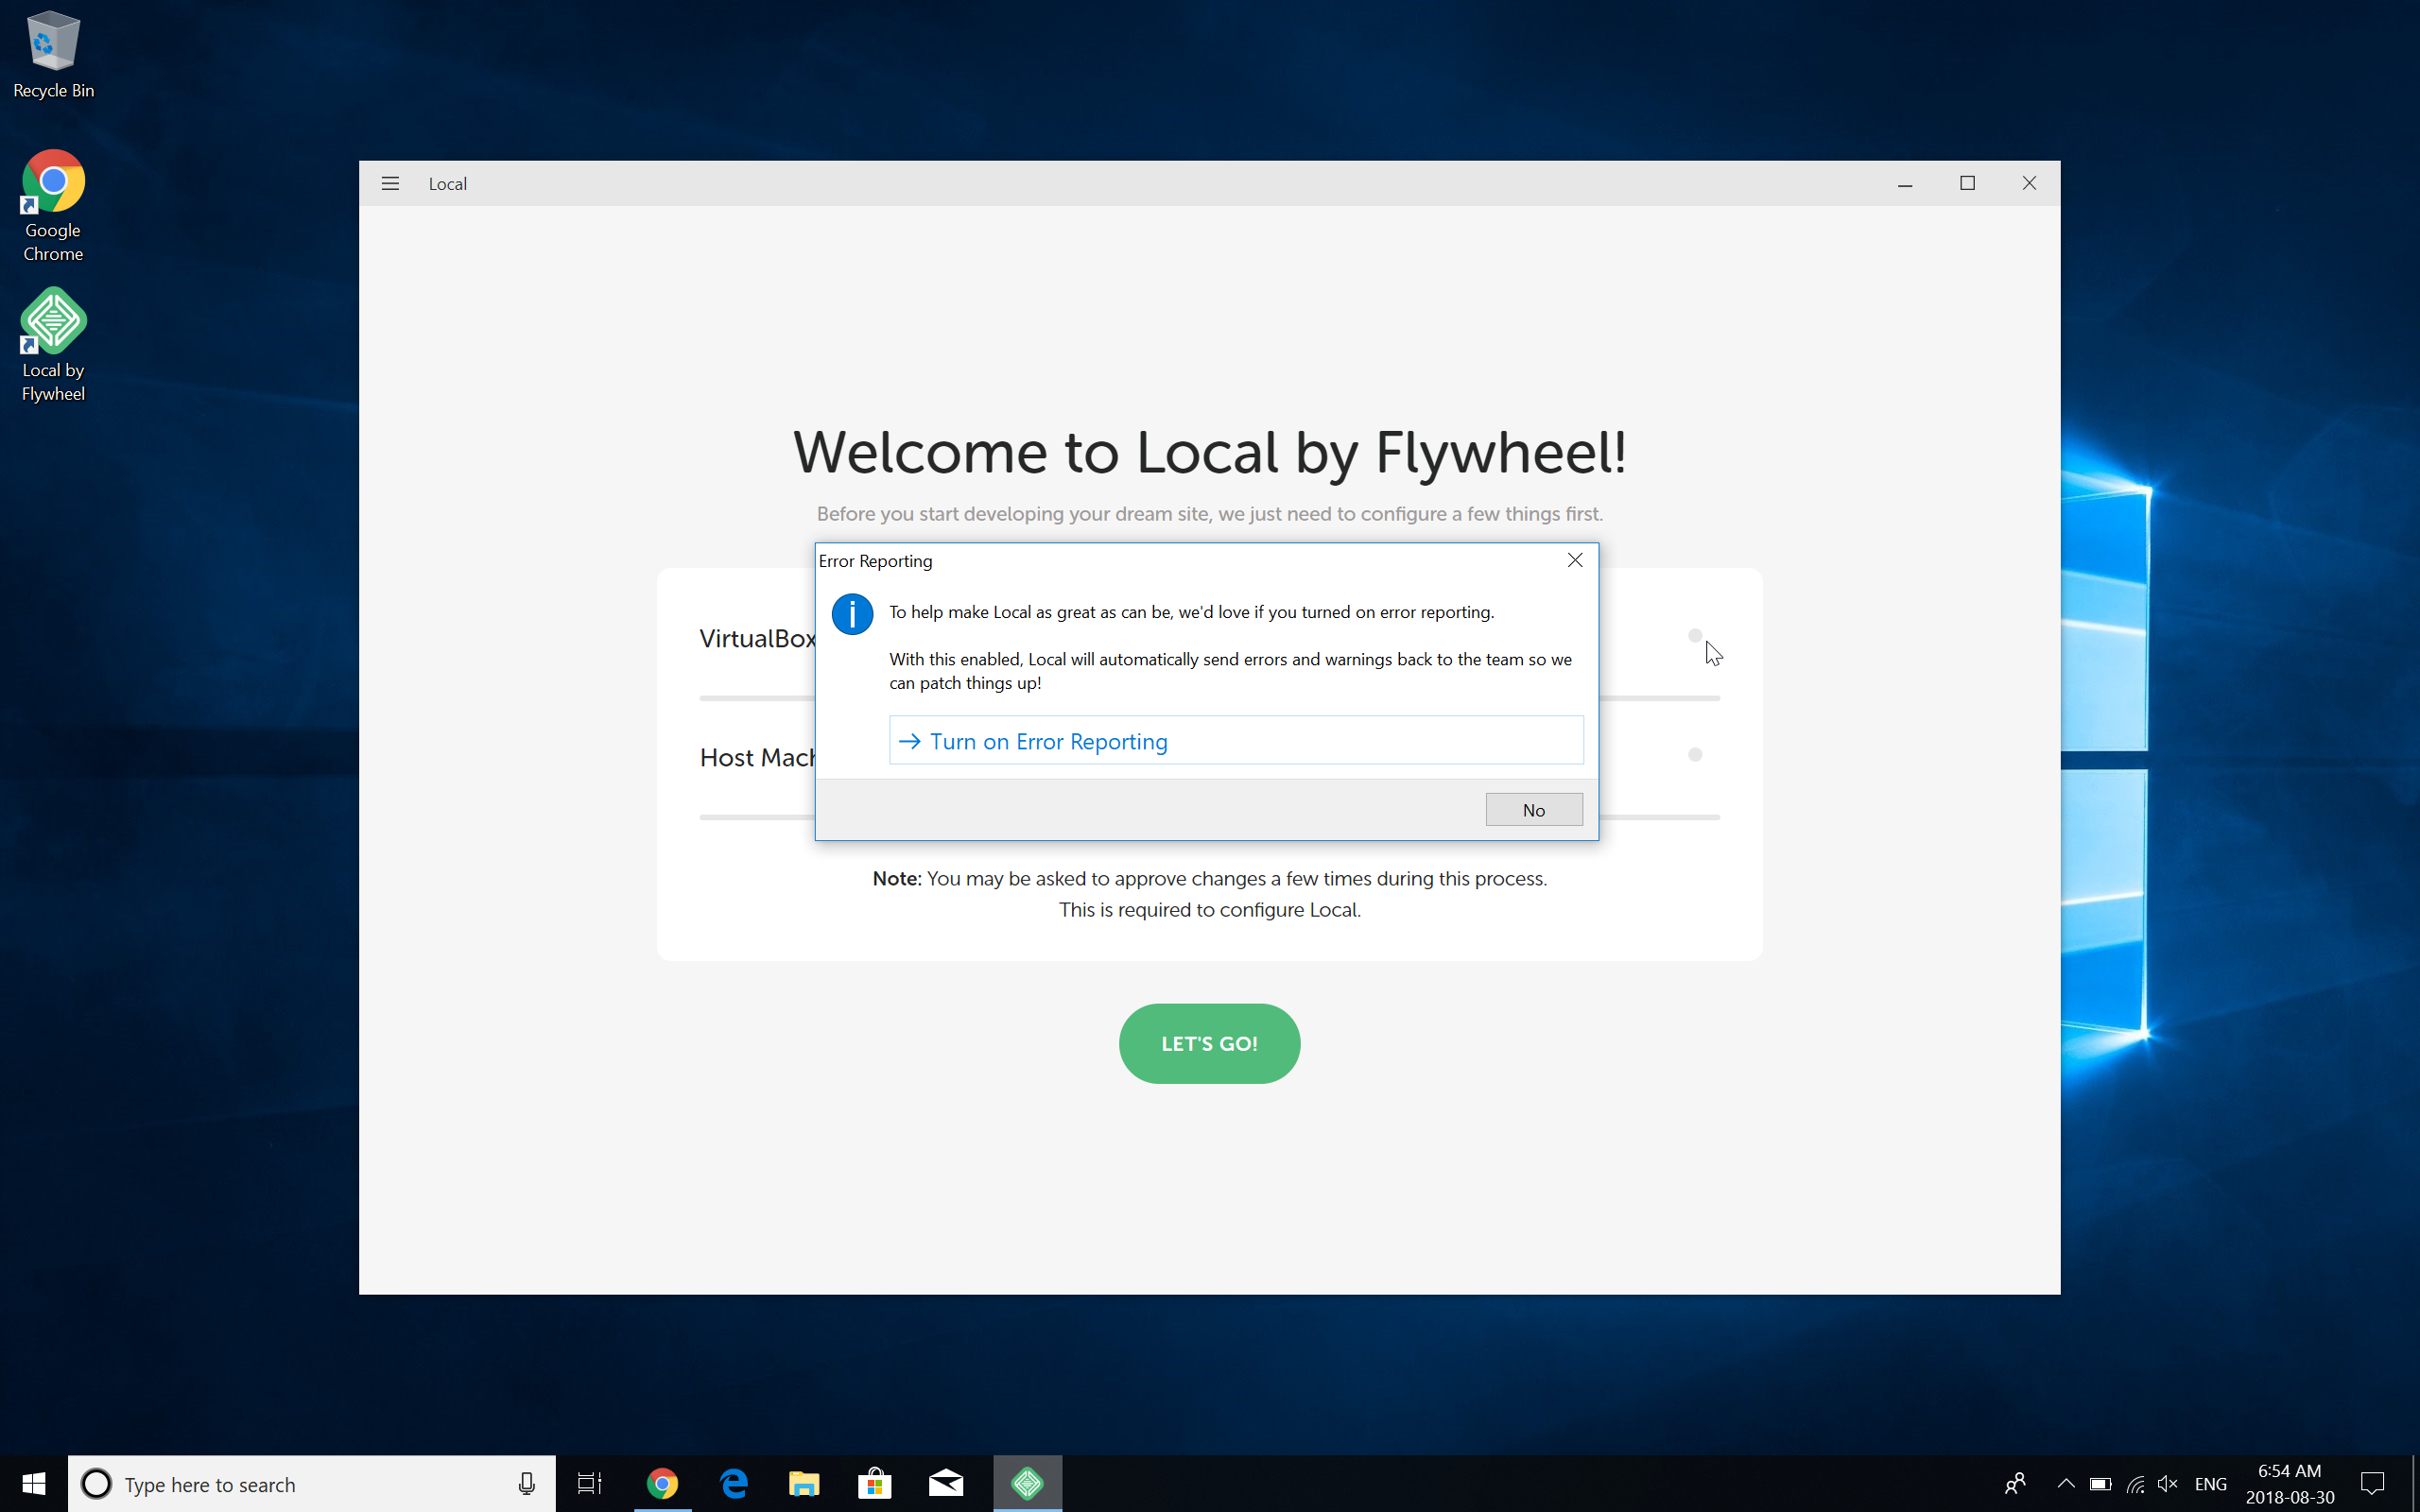 Recycle Bin
Google
Chrome
Local by
Flywheel
Local
Welcome to Local by Flywheel!
Before you start developing your dream site, we just need to configure a few things first.
Error Reporting
To help make Local as great as can be, we'd love if you turned on error reporting.
With this enabled, Local will automatically send errors and warnings back to the team so we
can patch things up!
Turn on Error Reporting
No
VirtualBox
Host Mach
Note: You may be asked to approve changes a few times during this process.
This is required to configure Local.
LET'S GO!
Type here to search
ENG
6:54 AM
2018-08-30